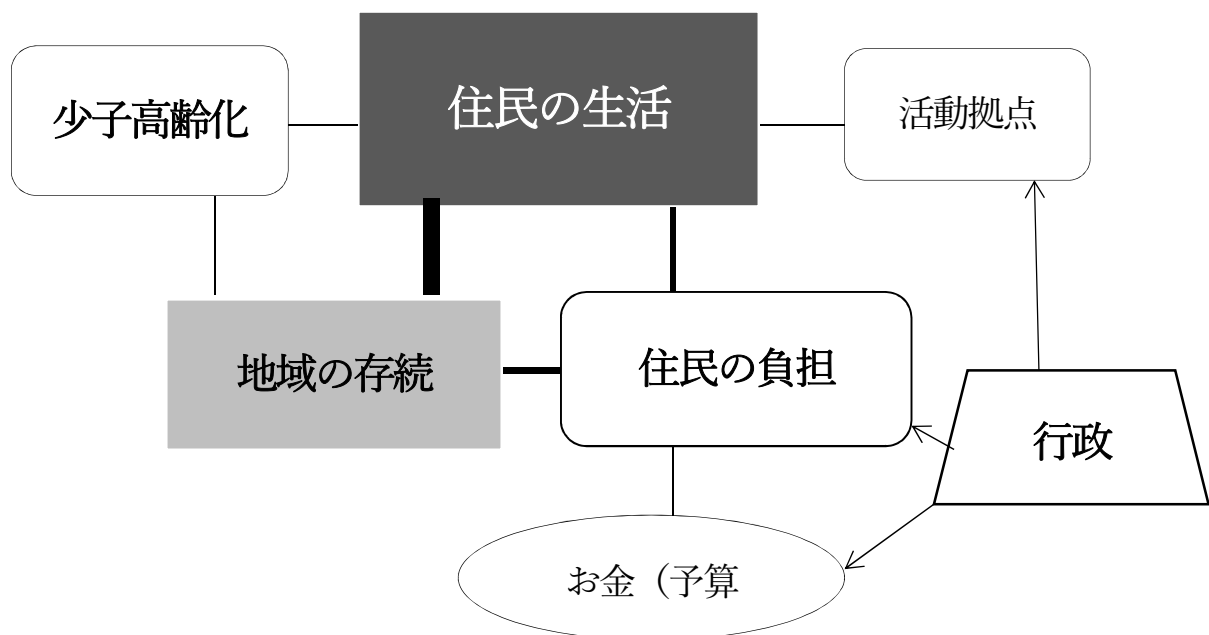 少子高齢化
住民の生活
活動拠点
地域の存続
住民の負担
行政
お金（予算